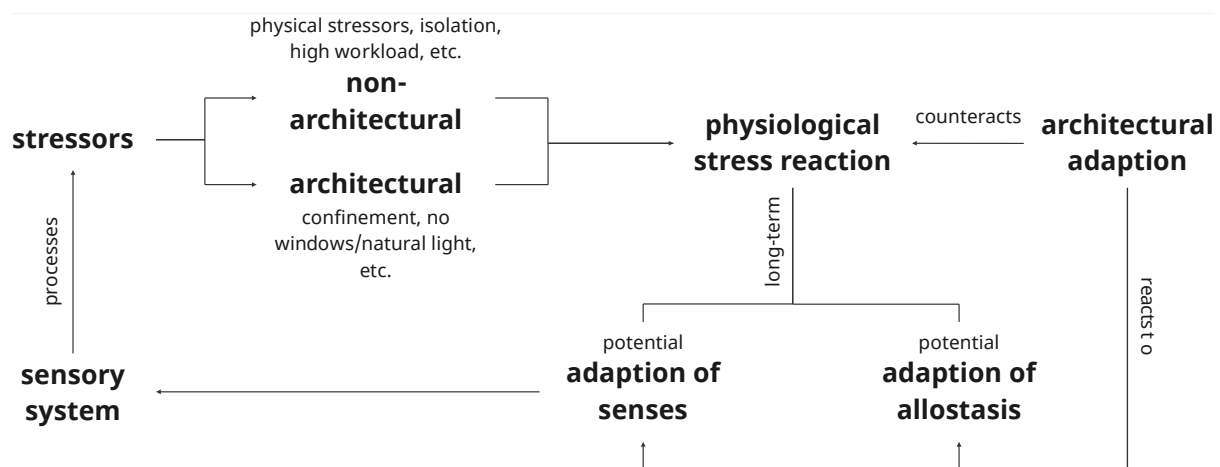 physical stressors, isolation,
high workload, etc.
non-
architectural
stressors
architectural
confinement, no
windows/natural light,
etc.
physiological
stress reaction
counteracts
architectural
adaption
processes
long-term
reacts t o
sensory
system
potential
adaption of
senses
potential
adaption of
allostasis